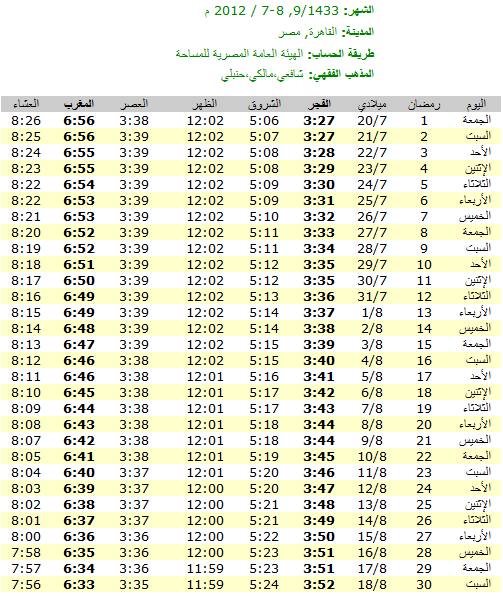 الشهر: 9/1433, 7-8 / 2012 م
المدينة: القاهرة, مصر
طريقة الحساب: الهيئة العامة المصرية للمساحة
المذهب الفقهي: شافعي،مالكي،حنبلي
اليوم رمضان ميلادي الفجر الشروق الظهر العصر المغرب العشاء
الجمعة 1 20/7 3:27 5:06 12:02 3:38 6:56 8:26
السبت 2 21/7 3:27 5:07 12:02 3:39 6:56 8:25
الأحد 3 22/7 3:28 5:08 12:02 3:39 6:55 8:24
الإثنين 4 23/7 3:29 5:08 12:02 3:39 6:55 8:23
الثلاثاء 5 24/7 3:30 5:09 12:02 3:39 6:54 8:22
الأربعاء 6 25/7 3:31 5:09 12:02 3:39 6:53 8:22
الخميس 7 26/7 3:32 5:10 12:02 3:39 6:53 8:21
الجمعة 8 27/7 3:33 5:11 12:02 3:39 6:52 8:20
السبت 9 28/7 3:34 5:11 12:02 3:39 6:52 8:19
الأحد 10 29/7 3:35 5:12 12:02 3:39 6:51 8:18
الإثنين 11 30/7 3:35 5:12 12:02 3:39 6:50 8:17
الثلاثاء 12 31/7 3:36 5:13 12:02 3:39 6:49 8:16
الأربعاء 13 1/8 3:37 5:14 12:02 3:39 6:49 8:15
الخميس 14 2/8 3:38 5:14 12:02 3:39 6:48 8:14
الجمعة 15 3/8 3:39 5:15 12:02 3:39 6:47 8:13
السبت 16 4/8 3:40 5:15 12:02 3:38 6:46 8:12
الأحد 17 5/8 3:41 5:16 12:01 3:38 6:46 8:11
الإثنين 18 6/8 3:42 5:17 12:01 3:38 6:45 8:10
الثلاثاء 19 7/8 3:43 5:17 12:01 3:38 6:44 8:09
الأربعاء 20 8/8 3:44 5:18 12:01 3:38 6:43 8:08
الخميس 21 9/8 3:44 5:18 12:01 3:38 6:42 8:07
الجمعة 22 10/8 3:45 5:19 12:01 3:38 6:41 8:05
السبت 23 11/8 3:46 5:20 12:01 3:37 6:40 8:04
الأحد 24 12/8 3:47 5:20 12:00 3:37 6:39 8:03
الإثنين 25 13/8 3:48 5:21 12:00 3:37 6:38 8:02
الثلاثاء 26 14/8 3:49 5:21 12:00 3:37 6:37 8:01
الأربعاء 27 15/8 3:50 5:22 12:00 3:36 6:36 8:00
الخميس 28 16/8 3:51 5:23 12:00 3:36 6:35 7:58
الجمعة 29 17/8 3:51 5:23 11:59 3:36 6:34 7:57
السبت 30 18/8 3:52 5:24 11:59 3:35 6:33 7:56